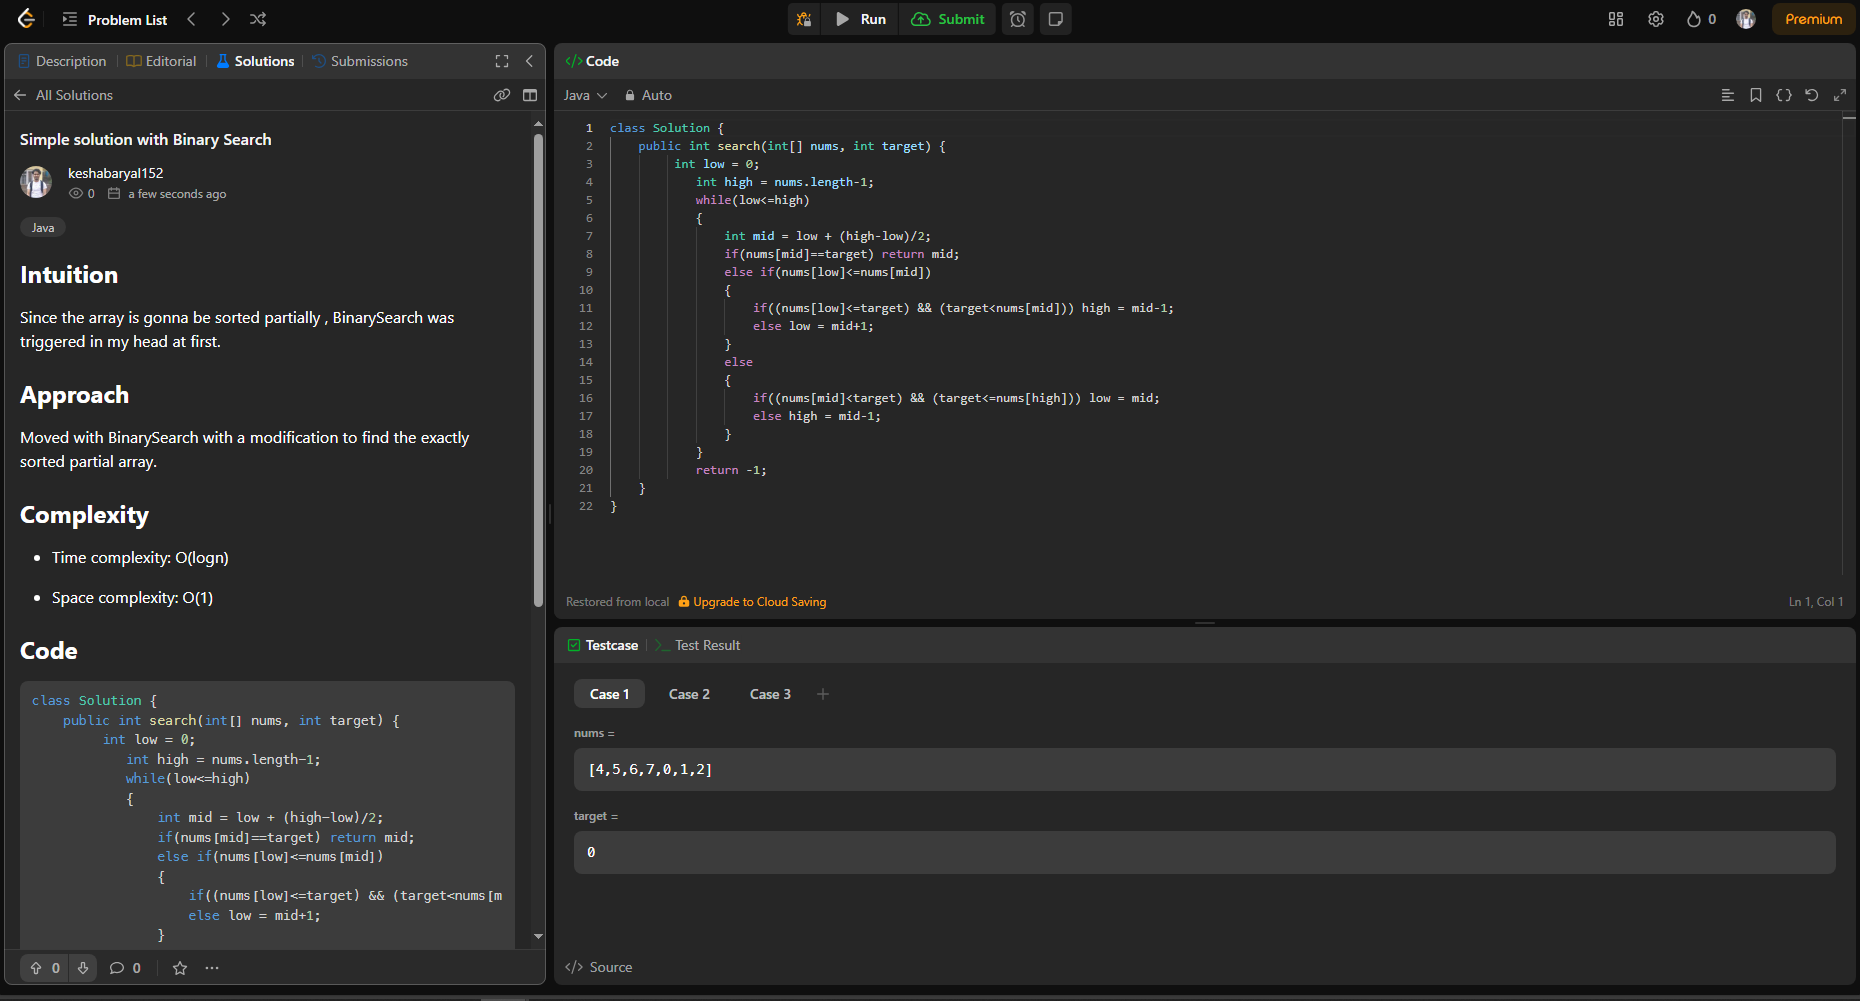 Problem List
Run
Submit
0
Premium
Description
Editorial
Solutions
Submissions
All Solutions
Simple solution with Binary Search
keshabaryal152
0
a few seconds ago
Java
Intuition
Since the array is gonna be sorted partially , BinarySearch was
triggered in my head at first.
Approach
Moved with BinarySearch with a modification to find the exactly
sorted partial array.
Complexity
• Time complexity: O(logn)
• Space complexity: O(1)
Code
class Solution {
public int search(int[] nums, int target) {
int low = 0;
int high = nums.length-1;
while(low<=high)
{
int mid = low + (high-low)/2;
if(nums[mid]==target) return mid;
else if(nums[low]<=nums[mid])
{
if((nums[low]<=target) && (target<nums[m
else low = mid+1;
}
0
0
</> Code
Java
Auto
1 class Solution {
2 public int search(int[] nums, int target) {
3 int low = 0;
4 int high = nums.length-1;
5 while(low<=high)
6 {
7 int mid = low + (high-low)/2;
8 if(nums[mid]==target) return mid;
9 else if(nums[low]<=nums[mid])
10 {
11 if((nums[low]<=target) && (target<nums[mid])) high = mid-1;
12 else low = mid+1;
13 }
14 else
15 {
16 if((nums[mid]<target) && (target<=nums[high])) low = mid;
17 else high = mid-1;
18 }
19 }
20 return -1;
21 }
22 }
Restored from local
Upgrade to Cloud Saving
Ln 1, Col 1
Testcase
Test Result
Case 1
Case 2
Case 3
+
nums =
[4,5,6,7,0,1,2]
target =
0
</> Source